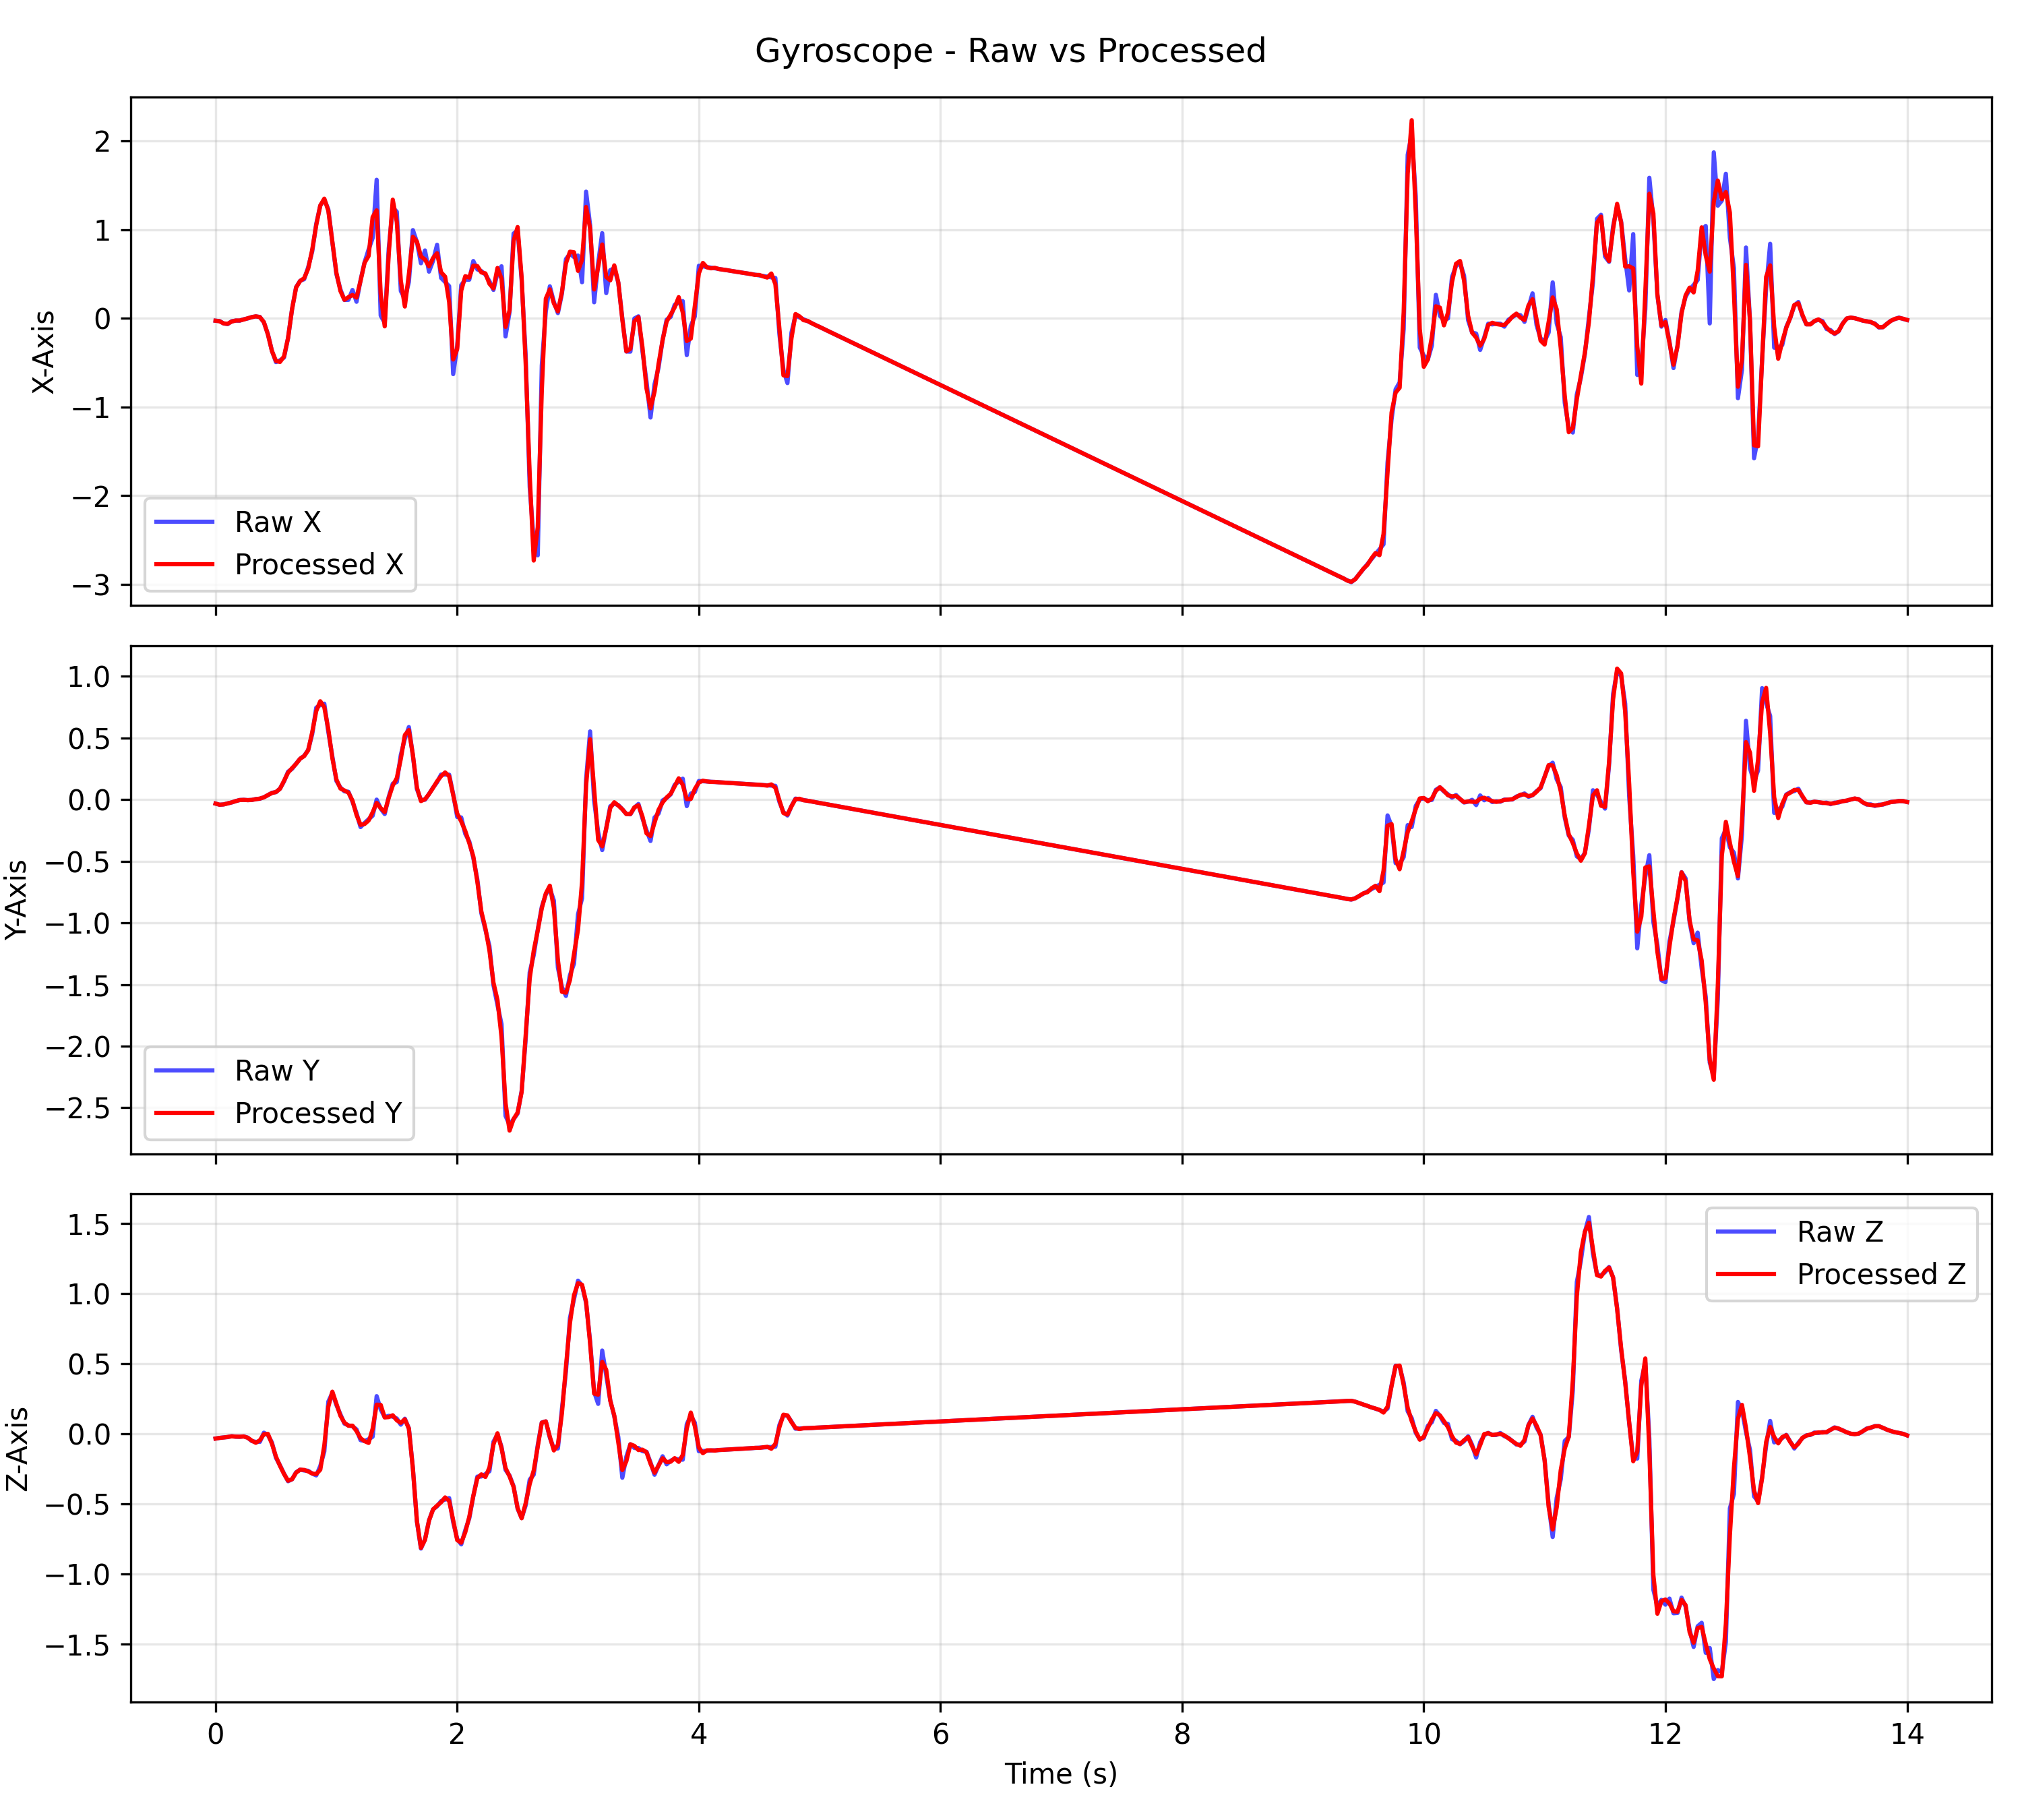 Gyroscope - Raw vs Processed
X-Axis
2
1
0
−1
−2
−3
Raw X
Processed X
Y-Axis
1.0
0.5
0.0
−0.5
−1.0
−1.5
−2.0
−2.5
Raw Y
Processed Y
Z-Axis
1.5
1.0
0.5
0.0
−0.5
−1.0
−1.5
Raw Z
Processed Z
0 2 4 6 8 10 12 14
Time (s)